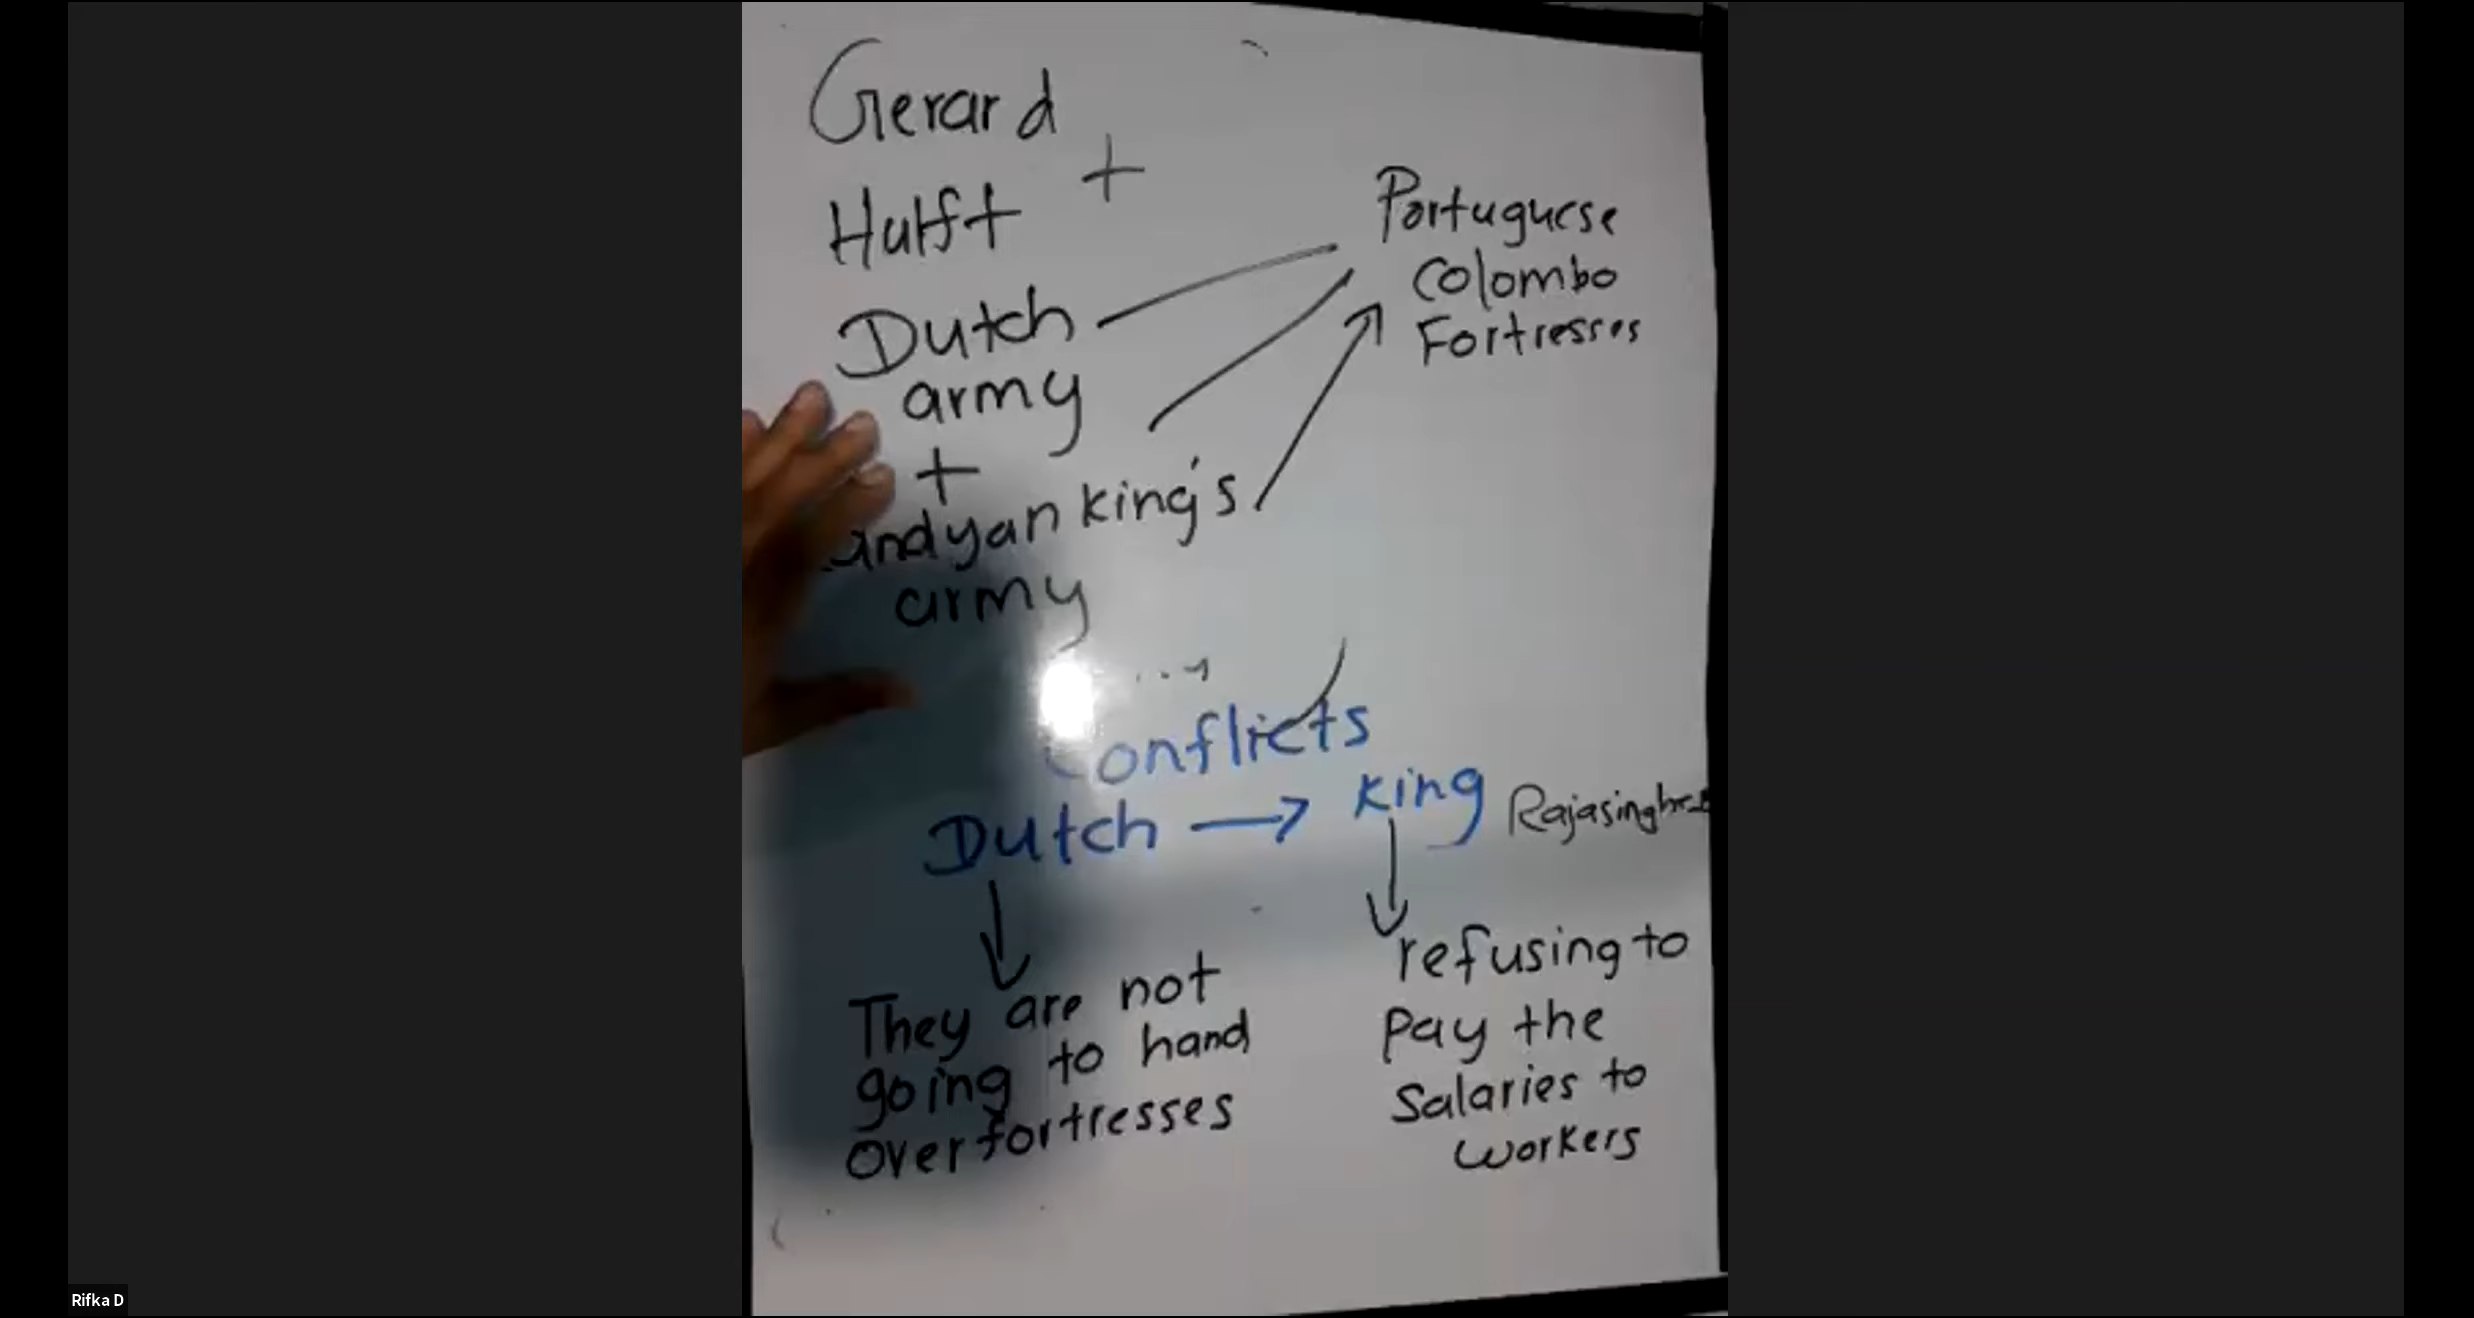 Gerard
+
Hulft
Portuguese
Colombo
Fortresses
Dutch
army
+
andyan king's
army
Conflicts
Dutch → king
↓
They are not
going to hand
over fortresses
↓
refusing to
pay the
salaries to
workers
Rifka D